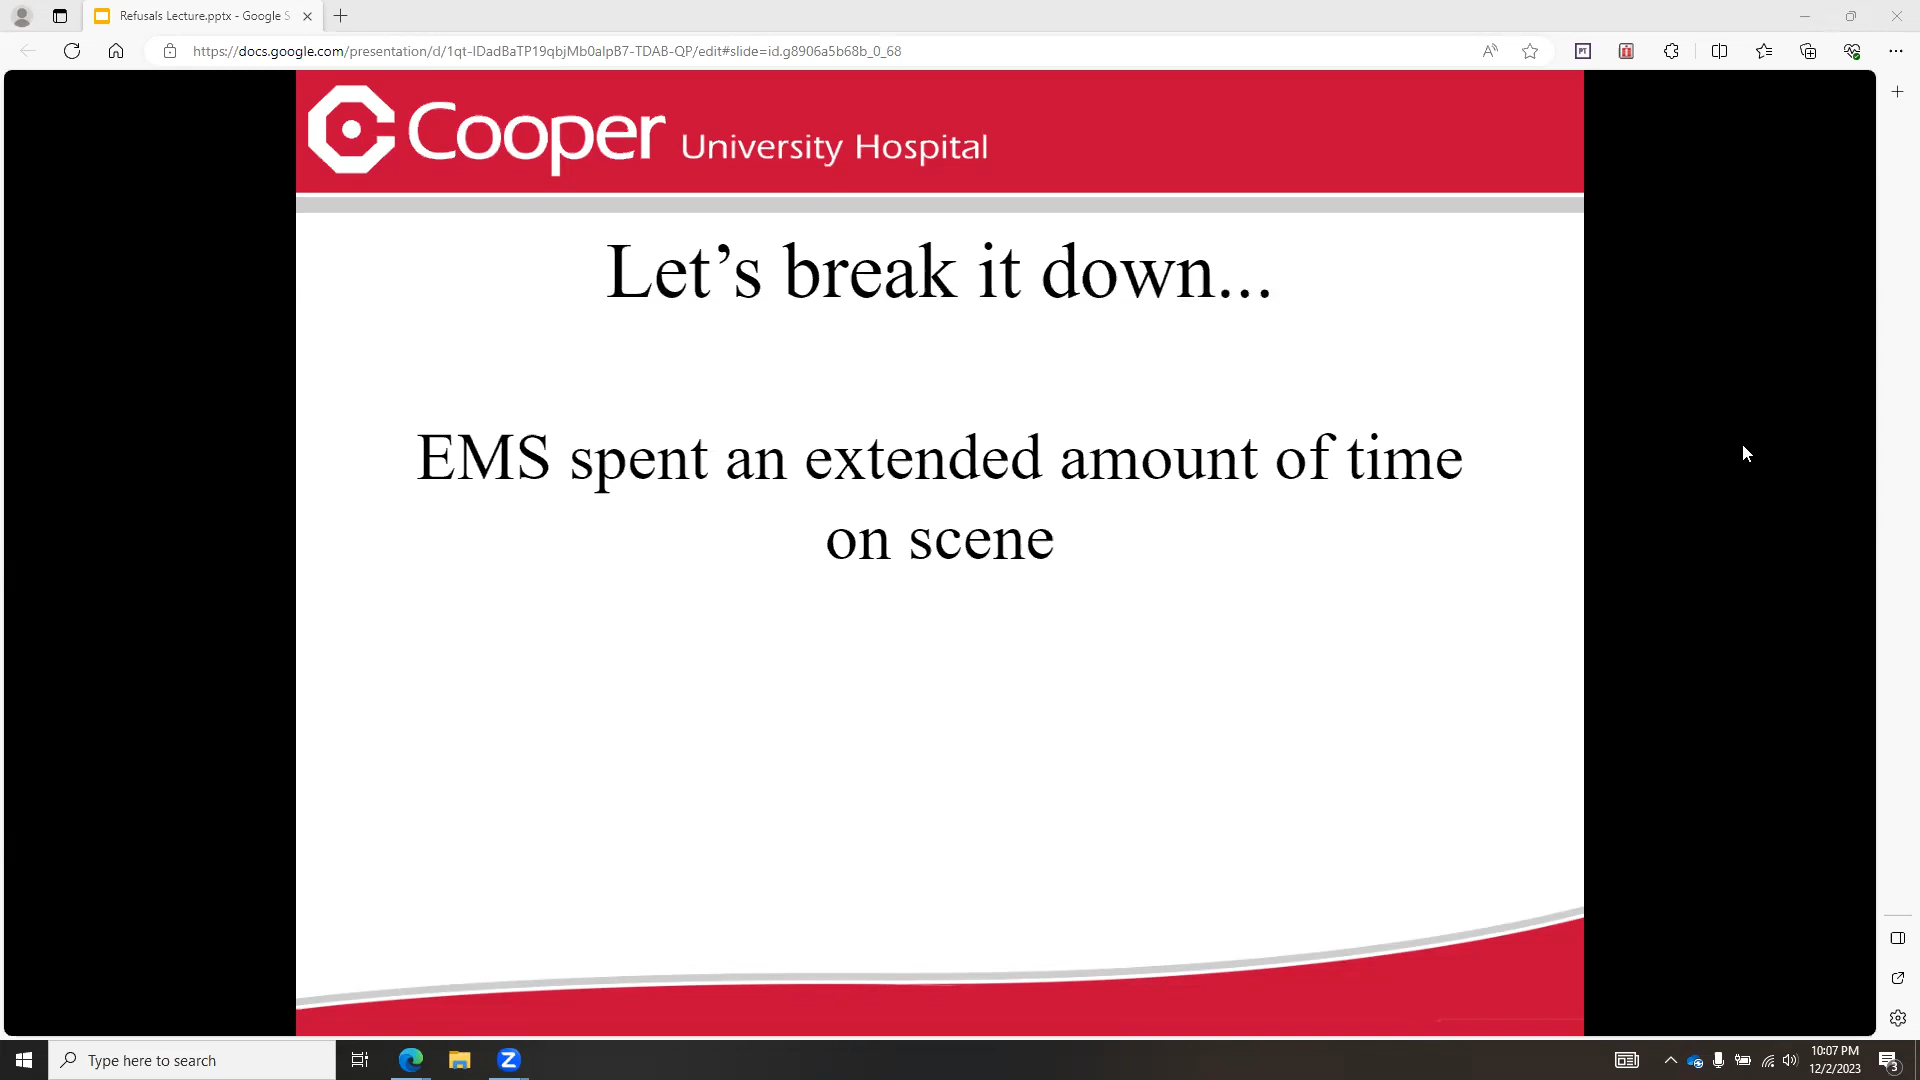 Refusals Lecture.pptx - Google S
https://docs.google.com/presentation/d/1qt-IDadBaTP19qbjMb0alpB7-TDAB-QP/edit#slide=id.g8906a5b68b_0_68
Cooper University Hospital
Let’s break it down...
EMS spent an extended amount of time
on scene
Type here to search
10:07 PM
12/2/2023
3